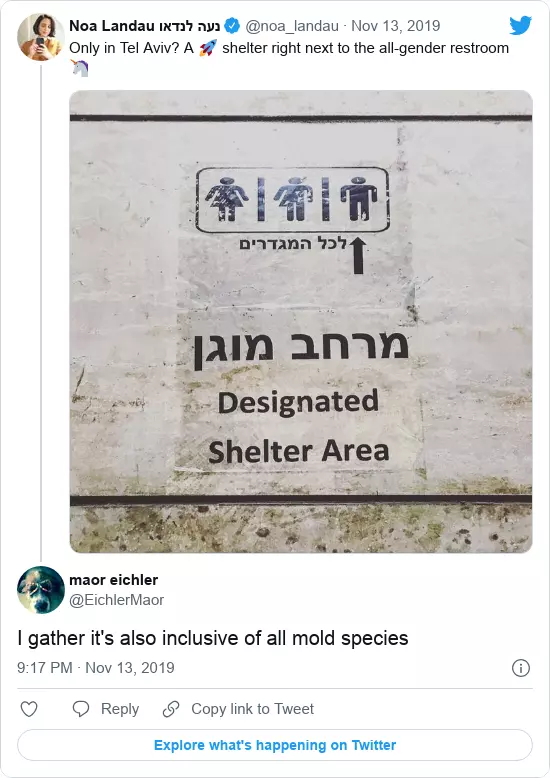 Noa Landau נעה לנדאו @noa_landau · Nov 13, 2019
Only in Tel Aviv? A 🚀 shelter right next to the all-gender restroom
🦄
לכל המגדרים
מרחב מוגן
Designated
Shelter Area
maor eichler
@EichlerMaor
I gather it's also inclusive of all mold species
9:17 PM · Nov 13, 2019
Reply
Copy link to Tweet
Explore what's happening on Twitter